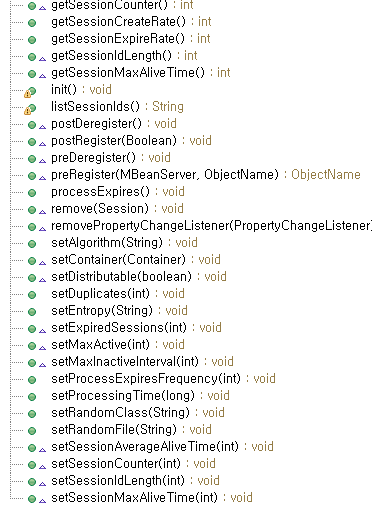 getSessionCounter() : int
getSessionCreateRate() : int
getSessionExpireRate() : int
getSessionIdLength() : int
getSessionMaxAliveTime() : int
init() : void
listSessionIds() : String
postDeregister() : void
postRegister(Boolean) : void
preDeregister() : void
preRegister(MBeanServer, ObjectName) : ObjectName
processExpires() : void
remove(Session) : void
removePropertyChangeListener(PropertyChangeListener)
setAlgorithm(String) : void
setContainer(Container) : void
setDistributable(boolean) : void
setDuplicates(int) : void
setEntropy(String) : void
setExpiredSessions(int) : void
setMaxActive(int) : void
setMaxInactiveInterval(int) : void
setProcessExpiresFrequency(int) : void
setProcessingTime(long) : void
setRandomClass(String) : void
setRandomFile(String) : void
setSessionAverageAliveTime(int) : void
setSessionCounter(int) : void
setSessionIdLength(int) : void
setSessionMaxAliveTime(int) : void